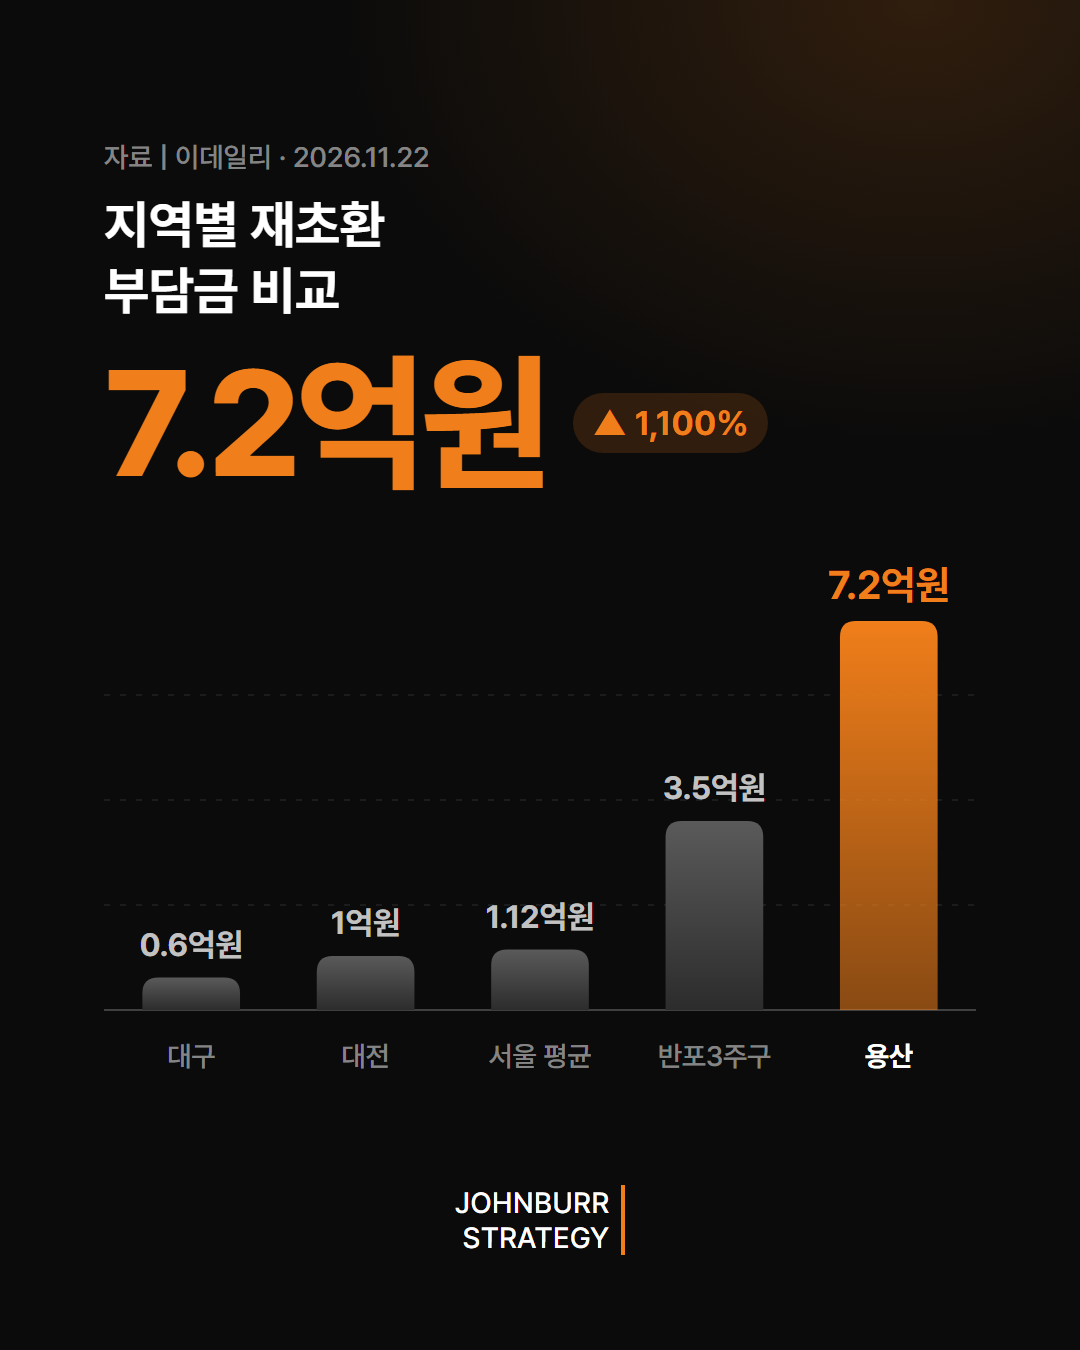 자료 | 이데일리 · 2026.11.22
지역별 재초환
부담금 비교
7.2억원
▲ 1,100%
7.2억원
3.5억원
1.12억원
1억원
0.6억원
대구
대전
서울 평균
반포3주구
용산
JOHNBURR
STRATEGY